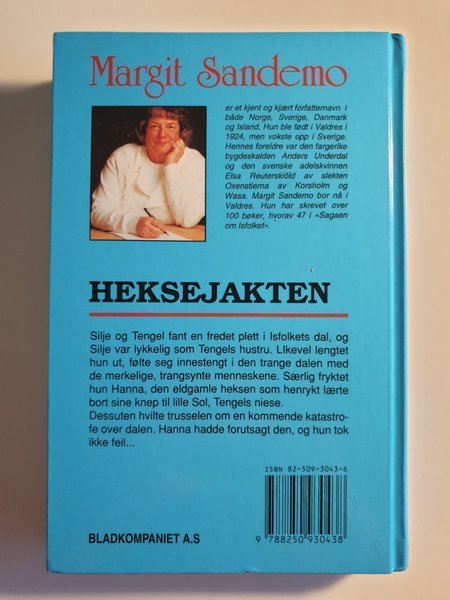 Margit Sandemo
er et kjent og kjært forfatternavn i
både Norge, Sverige, Danmark
og Island. Hun ble født i Valdres i
1924, men vokste opp i Sverige.
Hennes foreldre var den fargerike
bygdeskalden Anders Underdal
og den svenske adelskvinnen
Elsa Reuterskiöld av slekten
Oxenstierna av Korsholm og
Wasa. Margit Sandemo bor nå i
Valdres. Hun har skrevet over
100 bøker, hvorav 47 i «Sagaen
om Isfolket».
HEKSEJAKTEN
Silje og Tengel fant en fredet plett i Isfolkets dal, og
Silje var lykkelig som Tengels hustru. LIkevel lengtet
hun ut, følte seg innestengt i den trange dalen med
de merkelige, trangsynte menneskene. Særlig fryktet
hun Hanna, den eldgamle heksen som henrykt lærte
bort sine knep til lille Sol, Tengels niese.
Dessuten hvilte trusselen om en kommende katastro-
fe over dalen. Hanna hadde forutsagt den, og hun tok
ikke feil...
ISBN 82-509-3043-6
BLADKOMPANIET A.S
9 788250 930438